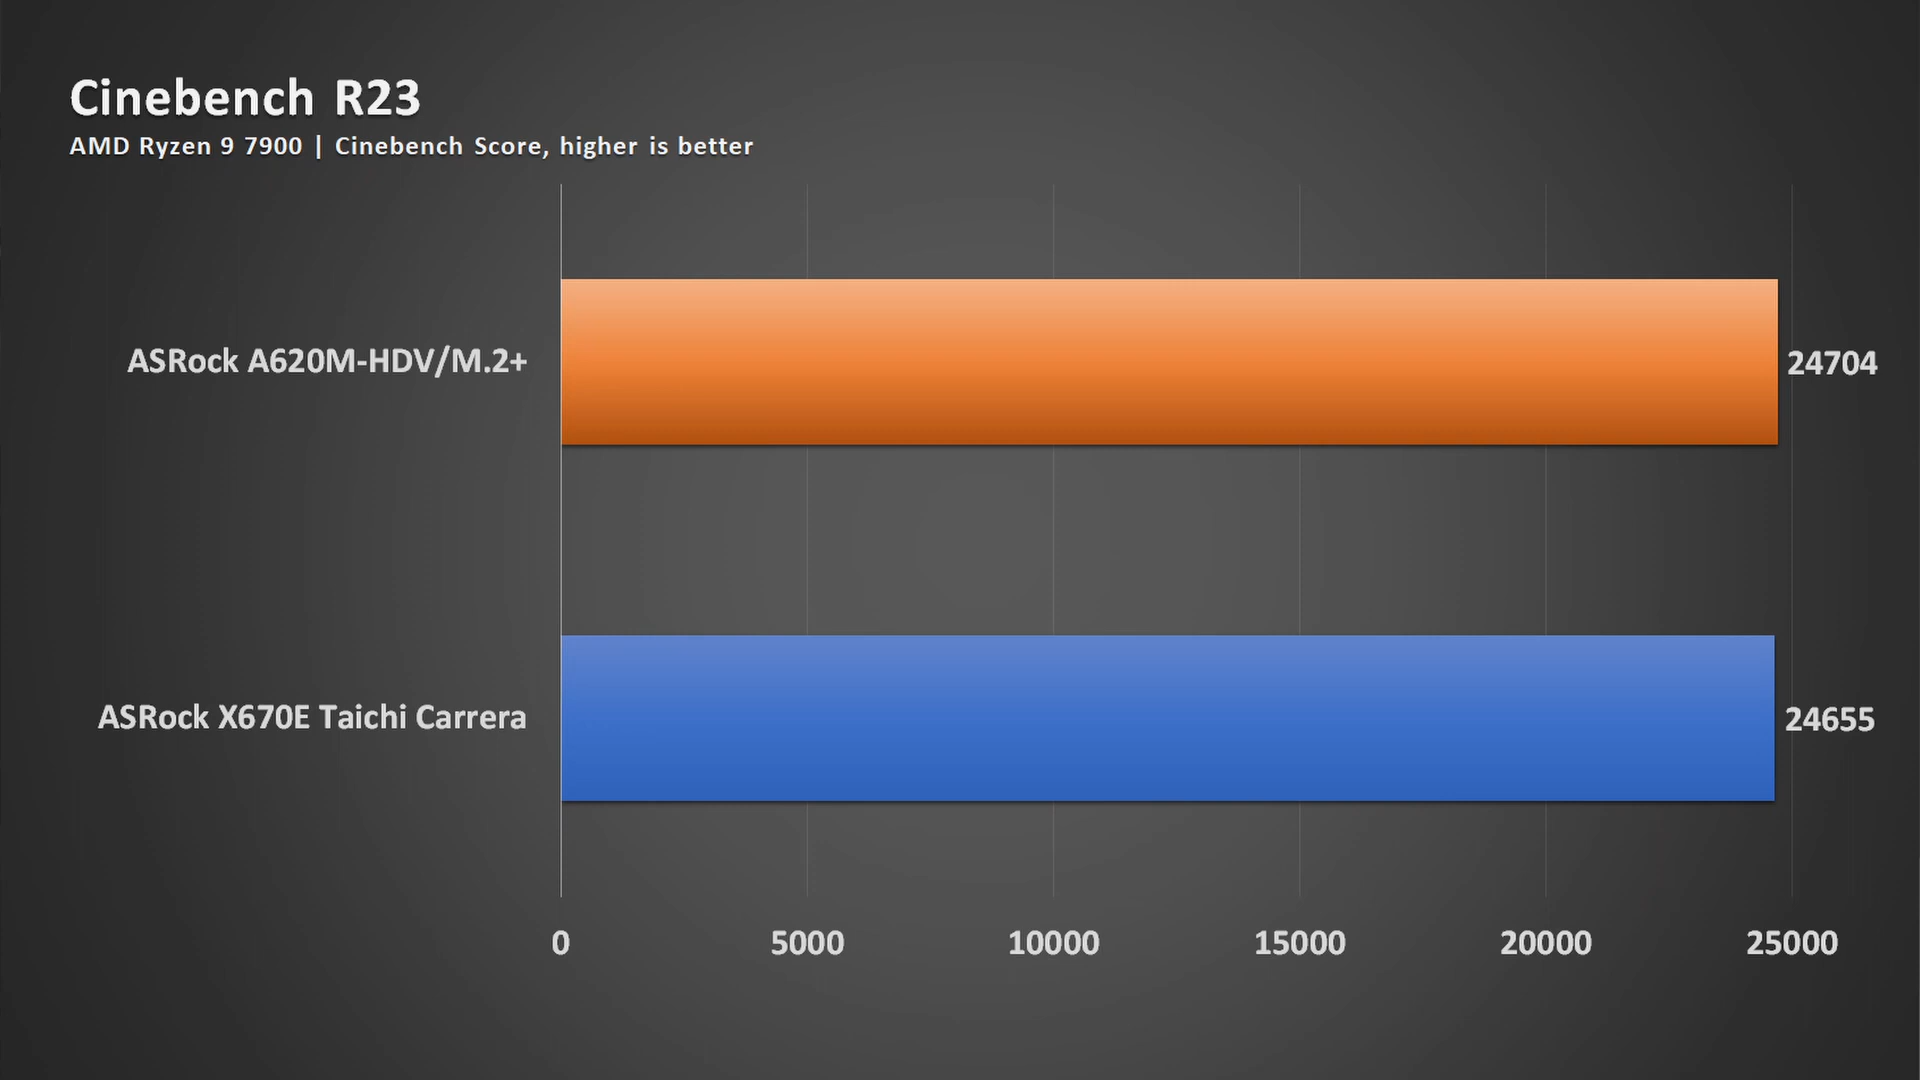 Cinebench R23
AMD Ryzen 9 7900 | Cinebench Score, higher is better
ASRock A620M-HDV/M.2+
24704
ASRock X670E Taichi Carrera
24655
0 5000 10000 15000 20000 25000